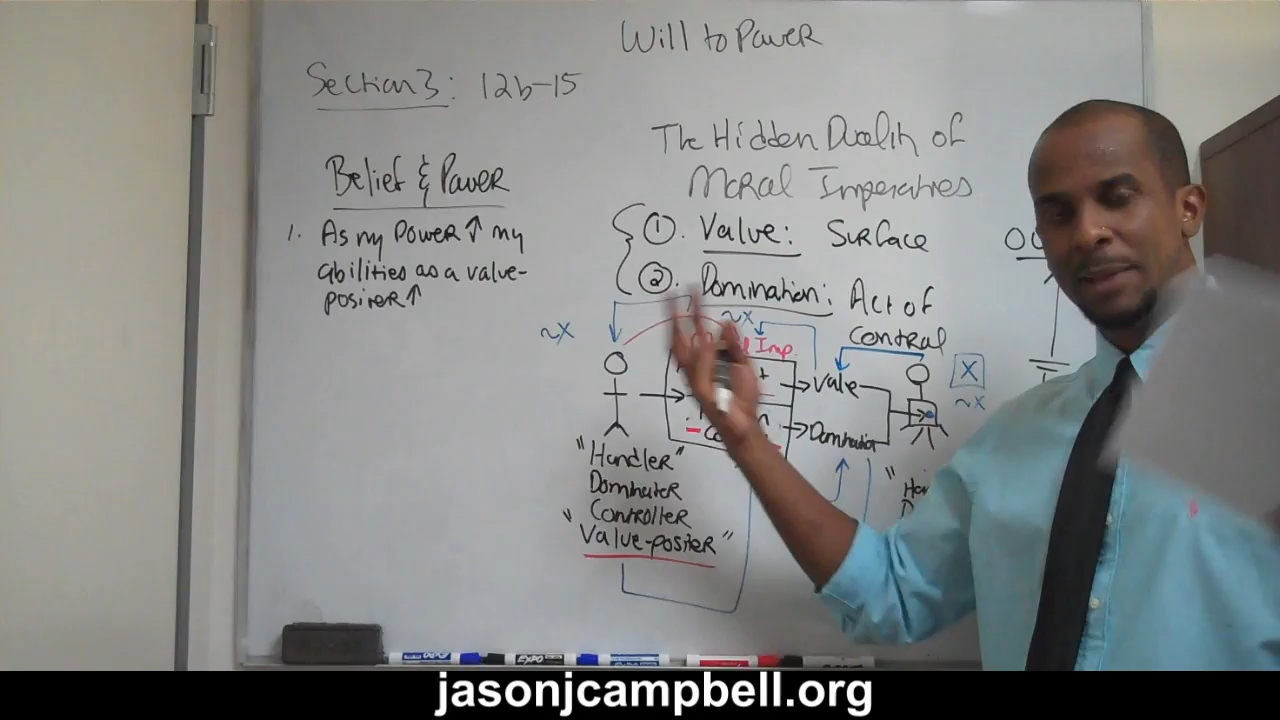 Will to Power
Section 3: 12b-15
The Hidden Duality of
Moral Imperatives
Belief & Power
1. As my Power ↑ my
abilities as a value-
positer ↑
① . Value: Surface
② . Domination: Act of
Control
~X
~X
Imp.
+
Value
X
~X
Domination
"Handler"
Dominater
Controller
"Value-positer"
jasonjcampbell.org